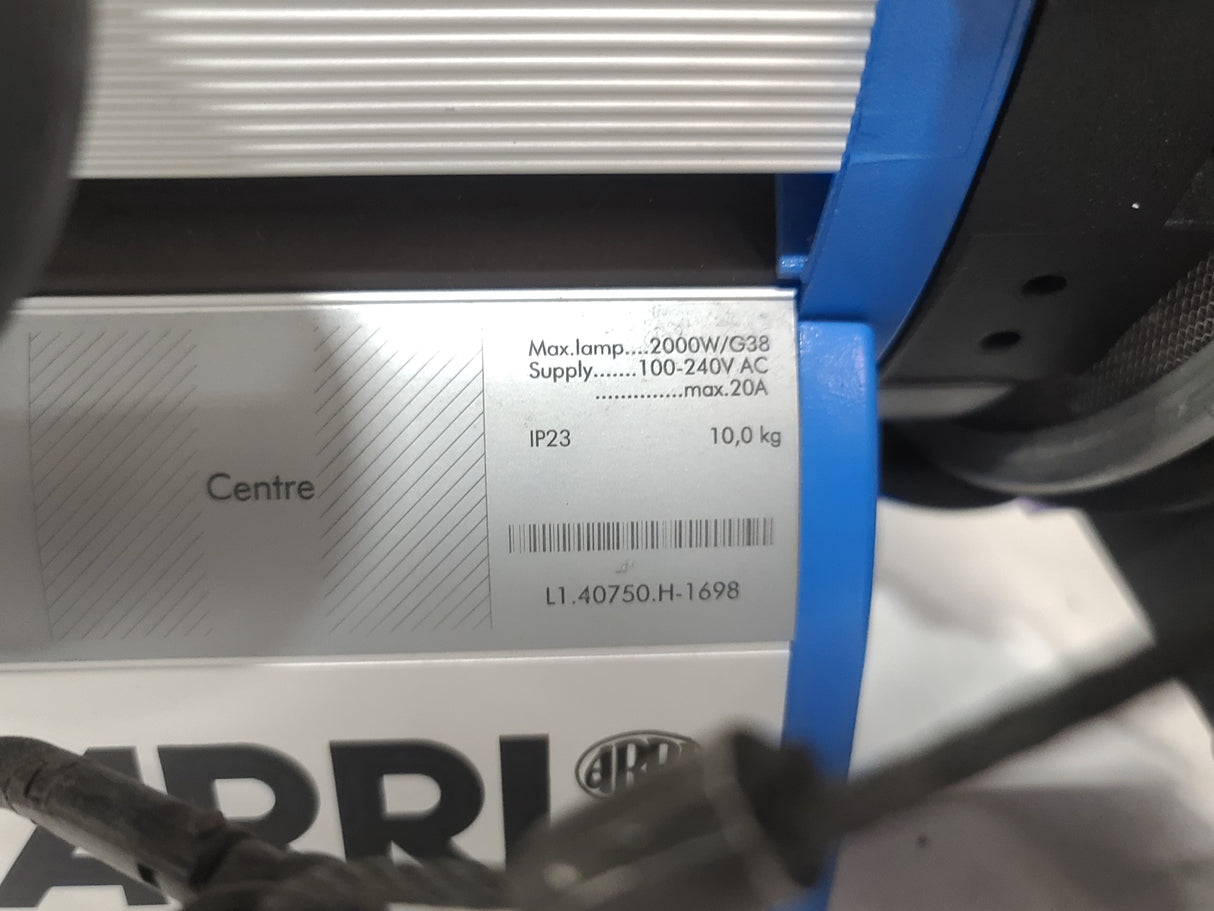 Max.lamp....2000W/G38
Supply.......100-240V AC
..............max.20A
IP23 10,0 kg
Centre
L1.40750.H-1698
ARRI
ARRI